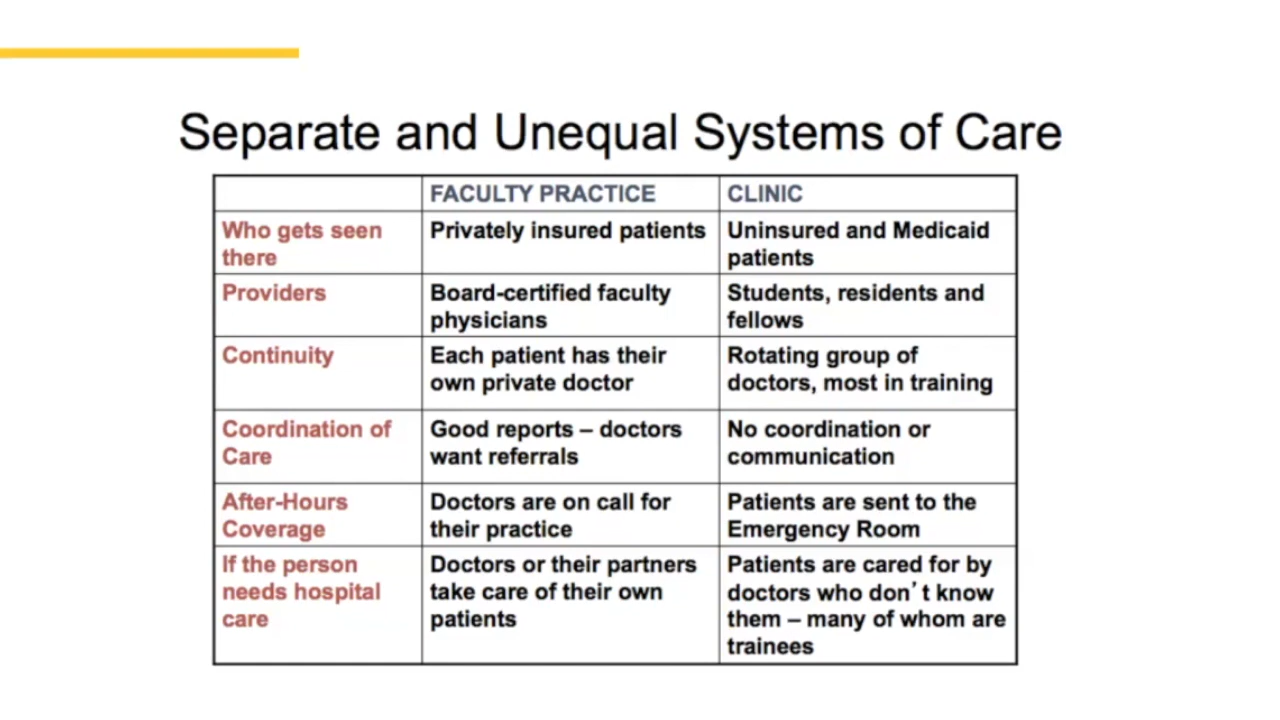 Separate and Unequal Systems of Care
FACULTY PRACTICE
CLINIC
Who gets seen
there
Privately insured patients
Uninsured and Medicaid
patients
Providers
Board-certified faculty
physicians
Students, residents and
fellows
Continuity
Each patient has their
own private doctor
Rotating group of
doctors, most in training
Coordination of
Care
Good reports – doctors
want referrals
No coordination or
communication
After-Hours
Coverage
Doctors are on call for
their practice
Patients are sent to the
Emergency Room
If the person
needs hospital
care
Doctors or their partners
take care of their own
patients
Patients are cared for by
doctors who don’t know
them – many of whom are
trainees